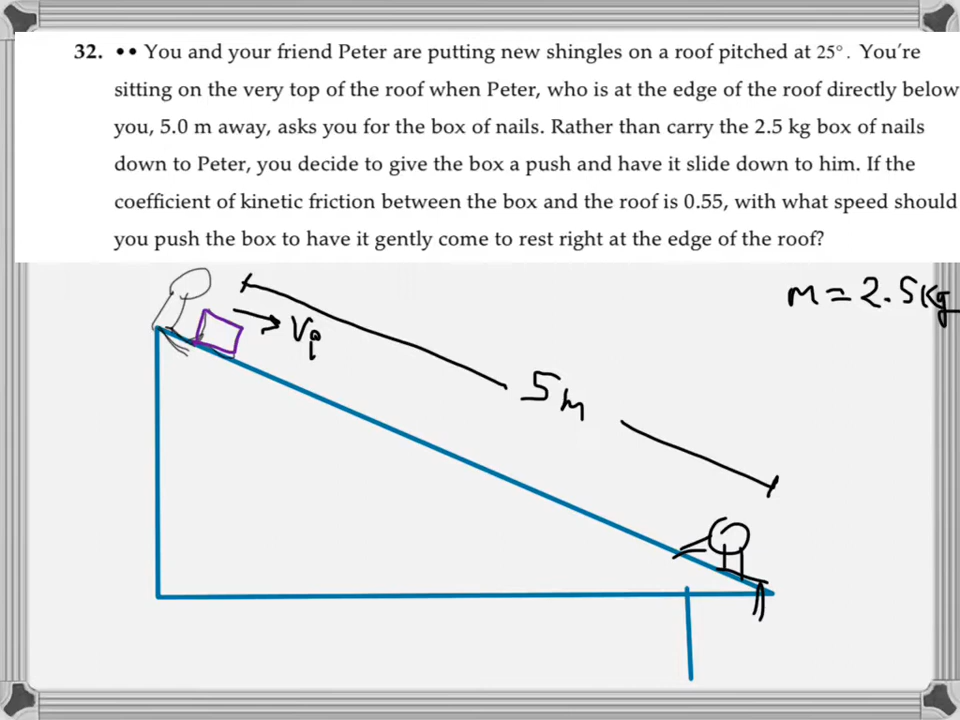 32. •• You and your friend Peter are putting new shingles on a roof pitched at 25°. You're
sitting on the very top of the roof when Peter, who is at the edge of the roof directly below
you, 5.0 m away, asks you for the box of nails. Rather than carry the 2.5 kg box of nails
down to Peter, you decide to give the box a push and have it slide down to him. If the
coefficient of kinetic friction between the box and the roof is 0.55, with what speed should
you push the box to have it gently come to rest right at the edge of the roof?
m = 2.5 kg
Vi
5m